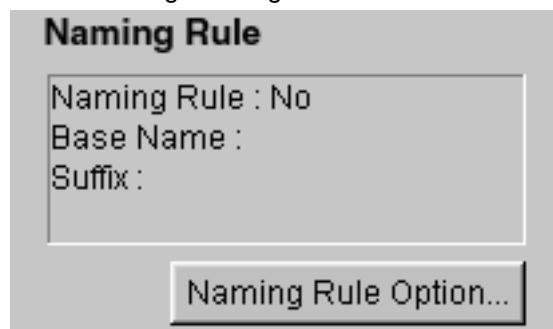 Naming Rule
Naming Rule : No
Base Name :
Suffix :
Naming Rule Option...